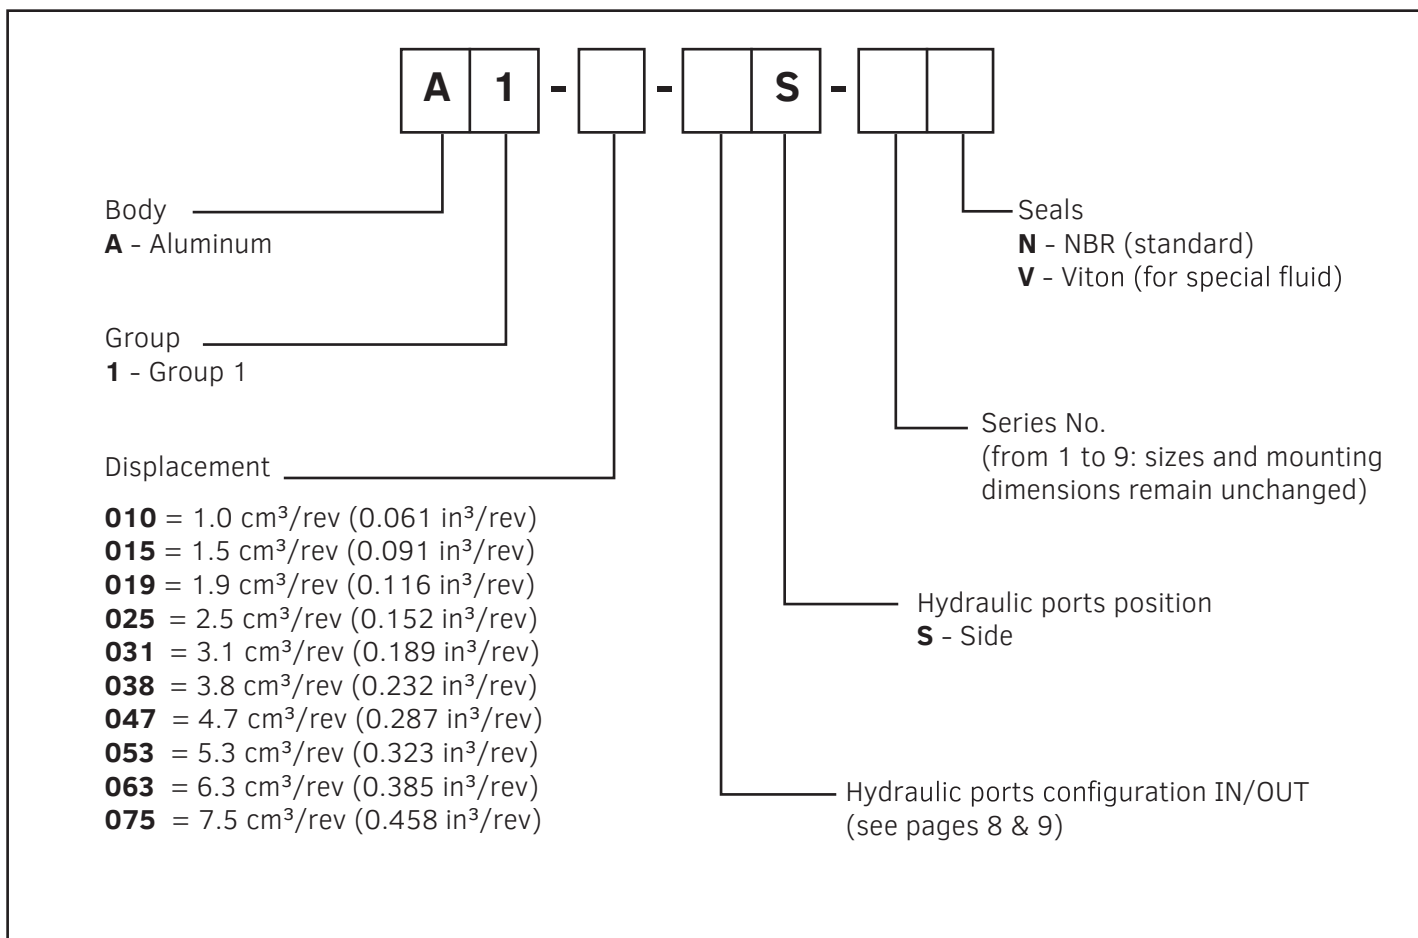 A 1 - - S -
Body
A - Aluminum
Group
1 - Group 1
Displacement
010 = 1.0 cm³/rev (0.061 in³/rev)
015 = 1.5 cm³/rev (0.091 in³/rev)
019 = 1.9 cm³/rev (0.116 in³/rev)
025 = 2.5 cm³/rev (0.152 in³/rev)
031 = 3.1 cm³/rev (0.189 in³/rev)
038 = 3.8 cm³/rev (0.232 in³/rev)
047 = 4.7 cm³/rev (0.287 in³/rev)
053 = 5.3 cm³/rev (0.323 in³/rev)
063 = 6.3 cm³/rev (0.385 in³/rev)
075 = 7.5 cm³/rev (0.458 in³/rev)
Seals
N - NBR (standard)
V - Viton (for special fluid)
Series No.
(from 1 to 9: sizes and mounting
dimensions remain unchanged)
Hydraulic ports position
S - Side
Hydraulic ports configuration IN/OUT
(see pages 8 & 9)